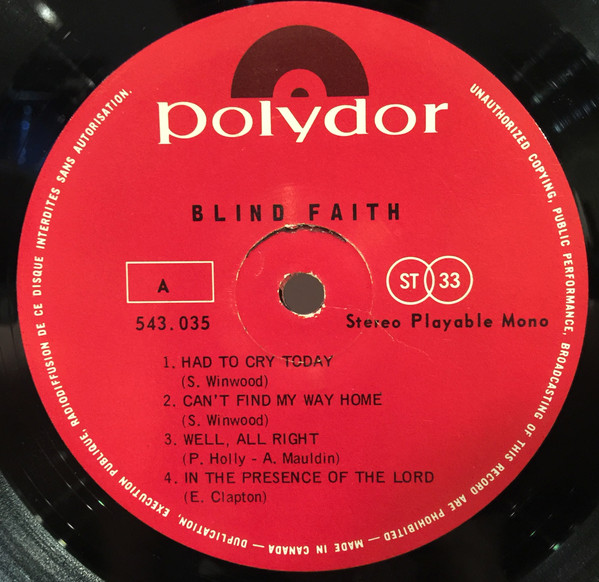 polydor
BLIND FAITH
A
543.035
ST 33
Stereo Playable Mono
1. HAD TO CRY TODAY
(S. Winwood)
2. CAN'T FIND MY WAY HOME
(S. Winwood)
3. WELL, ALL RIGHT
(P. Holly - A. Mauldin)
4. IN THE PRESENCE OF THE LORD
(E. Clapton)
UNAUTHORIZED COPYING, PUBLIC PERFORMANCE, BROADCASTING OF THIS RECORD ARE PROHIBITED — MADE IN CANADA — DUPLICATION, EXECUTION PUBLIQUE, RADIODIFFUSION DE CE DISQUE INTERDITES SANS AUTORISATION.